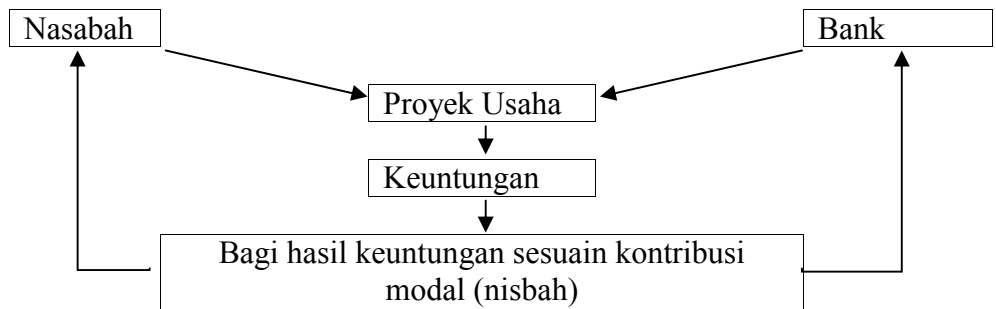 Nasabah
Bank
Proyek Usaha
Keuntungan
Bagi hasil keuntungan sesuain kontribusi
modal (nisbah)